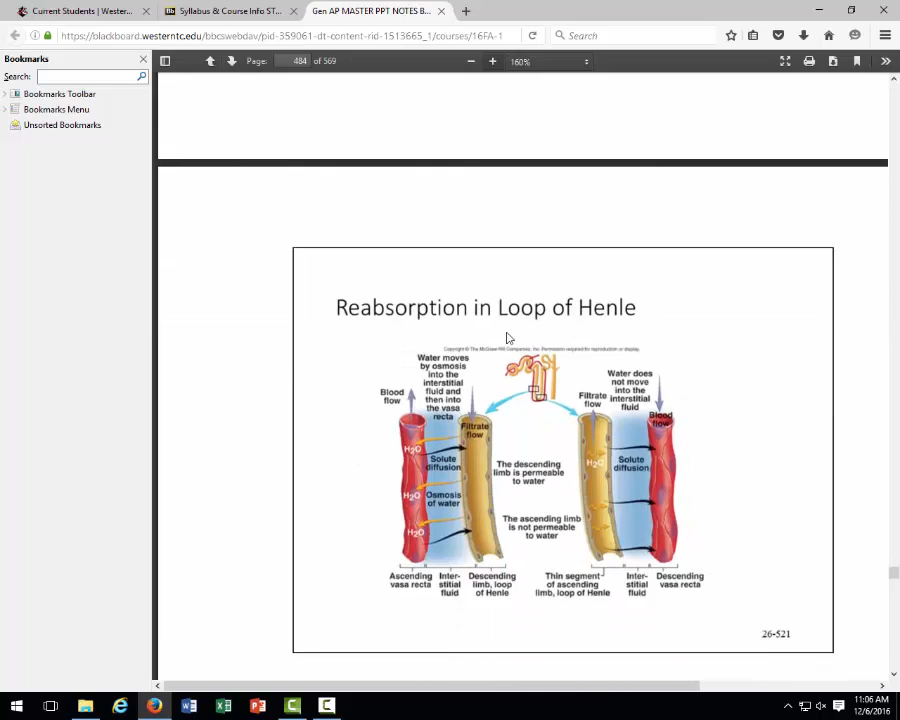 Current Students | Wester...
Syllabus & Course Info ST...
Gen AP MASTER PPT NOTES B...
https://blackboard.westerntc.edu/bbcswebdav/pid-359061-dt-content-rid-1513665_1/courses/16FA-1
Search
Bookmarks
Page: 484 of 569
160%
Search:
Bookmarks Toolbar
Bookmarks Menu
Unsorted Bookmarks
Reabsorption in Loop of Henle
Copyright © The McGraw-Hill Companies, Inc. Permission required for reproduction or display.
Water moves
by osmosis
into the
interstitial
fluid and
then into
the vasa
recta
Blood
flow
Filtrate
flow
H2O
Solute
diffusion
H2O
Osmosis
of water
H2O
The descending
limb is permeable
to water
The ascending limb
is not permeable
to water
Filtrate
flow
Water does
not move
into the
interstitial
fluid
Blood
flow
H2O
Solute
diffusion
Ascending
vasa recta
Inter-
stitial
fluid
Descending
limb, loop
of Henle
Thin segment
of ascending
limb, loop of Henle
Inter-
stitial
fluid
Descending
vasa recta
26-521
11:06 AM
12/6/2016